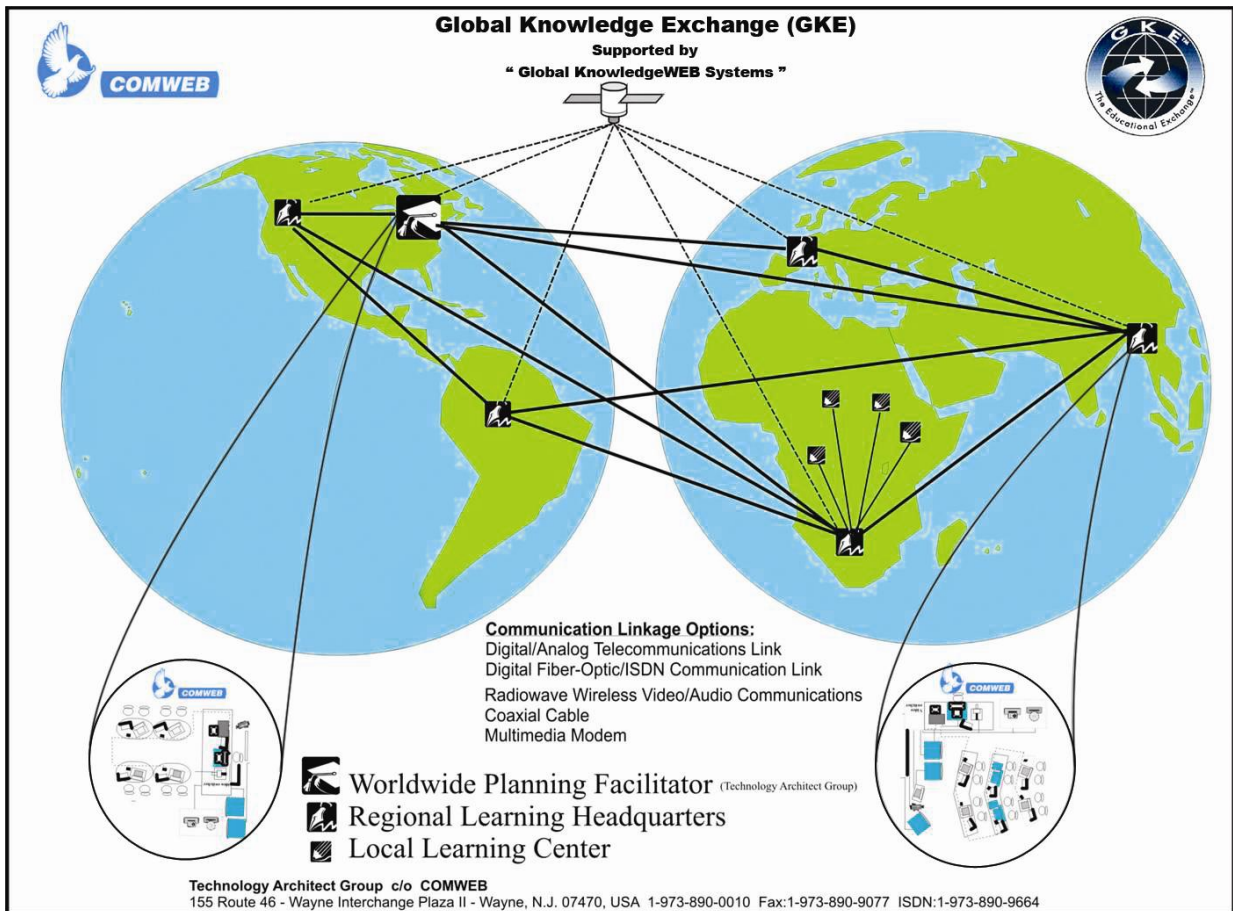 Global Knowledge Exchange (GKE)
Supported by
“ Global KnowledgeWEB Systems ”
COMWEB
GKE™
The Educational Exchange™
Communication Linkage Options:
Digital/Analog Telecommunications Link
Digital Fiber-Optic/ISDN Communication Link
Radiowave Wireless Video/Audio Communications
Coaxial Cable
Multimedia Modem
COMWEB
COMWEB
Worldwide Planning Facilitator (Technology Architect Group)
Regional Learning Headquarters
Local Learning Center
Technology Architect Group c/o COMWEB
155 Route 46 - Wayne Interchange Plaza II - Wayne, N.J. 07470, USA 1-973-890-0010 Fax:1-973-890-9077 ISDN:1-973-890-9664